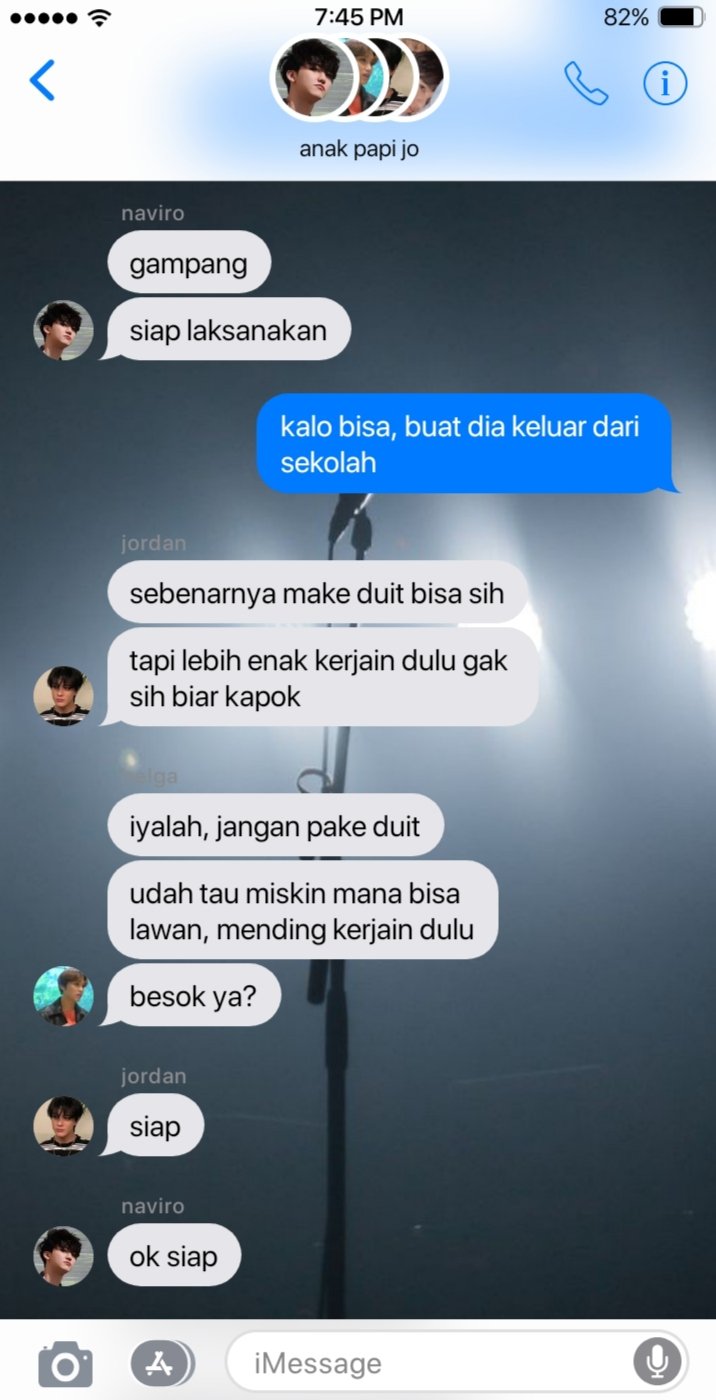 7:45 PM
82%
anak papi jo
naviro
gampang
siap laksanakan
kalo bisa, buat dia keluar dari
sekolah
jordan
sebenarnya make duit bisa sih
tapi lebih enak kerjain dulu gak
sih biar kapok
iyalah, jangan pake duit
udah tau miskin mana bisa
lawan, mending kerjain dulu
besok ya?
jordan
siap
naviro
ok siap
iMessage